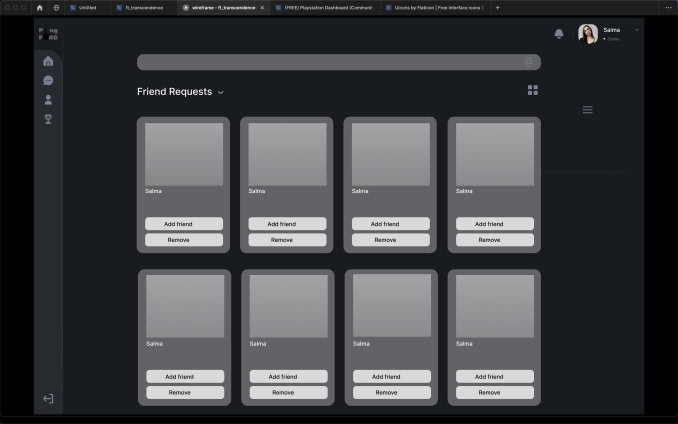 Untitled
ft_transcendence
wireframe - ft_transcendence
(FREE) Playstation Dashboard (Communi
Uicons by Flaticon | Free interface icons
Salma
Online
Friend Requests
Salma
Salma
Salma
Salma
Add friend
Add friend
Add friend
Add friend
Remove
Remove
Remove
Remove
Salma
Salma
Salma
Salma
Add friend
Add friend
Add friend
Add friend
Remove
Remove
Remove
Remove